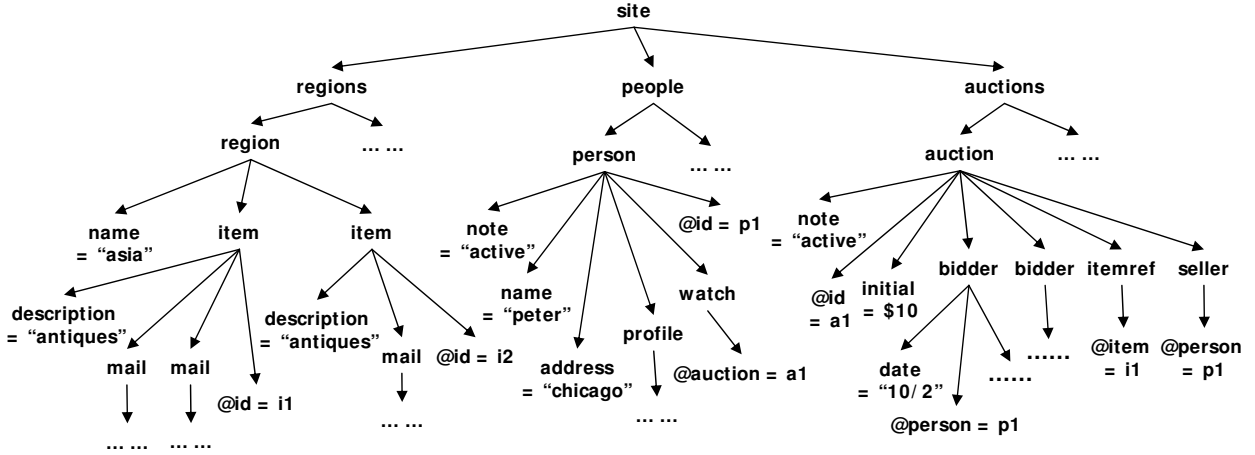 site
regions people auctions
region … … person … … auction … …
name = “asia”
item
item
note = “active”
@id = p1
note = “active”
description = “antiques”
mail
mail
@id = i1
… …
… …
description = “antiques”
mail
@id = i2
… …
name = “peter”
address = “chicago”
profile
… …
watch
@auction = a1
@id = a1
initial = $10
bidder
bidder
itemref
seller
date = “10/2”
@person = p1
……
……
@item = i1
@person = p1